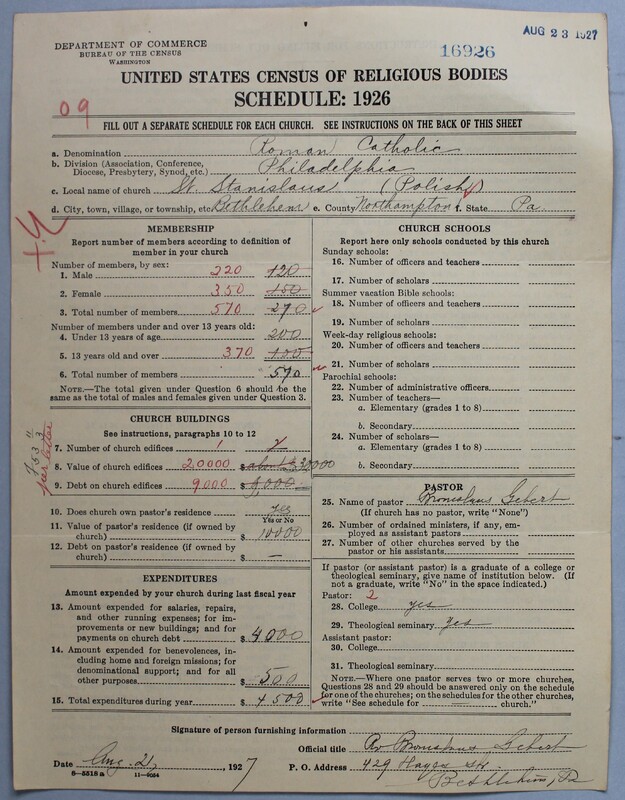 AUG 23 1927
DEPARTMENT OF COMMERCE
BUREAU OF THE CENSUS
WASHINGTON
16926
UNITED STATES CENSUS OF RELIGIOUS BODIES
SCHEDULE: 1926
09
FILL OUT A SEPARATE SCHEDULE FOR EACH CHURCH. SEE INSTRUCTIONS ON THE BACK OF THIS SHEET
a. Denomination Roman Catholic
b. Division (Association, Conference, Diocese, Presbytery, Synod, etc.) Philadelphia
c. Local name of church St. Stanislaus (Polish)
d. City, town, village, or township, etc. Bethlehem e. County Northampton f. State Pa.
MEMBERSHIP
Report number of members according to definition of
member in your church
Number of members, by sex:
1. Male 220 120
2. Female 350 150
3. Total number of members 570 270
Number of members under and over 13 years old:
4. Under 13 years of age 200
5. 13 years old and over 370
6. Total number of members 570
NOTE.—The total given under Question 6 should be the
same as the total of males and females given under Question 3.
CHURCH BUILDINGS
See instructions, paragraphs 10 to 12
7. Number of church edifices 1
8. Value of church edifices 20000 $ about $30000
9. Debt on church edifices 9000 $ 8,000
per letter
10. Does church own pastor's residence? yes
Yes or No
11. Value of pastor's residence (if owned by
church) $ 10000
12. Debt on pastor's residence (if owned by
church) $ —
EXPENDITURES
Amount expended by your church during last fiscal year
13. Amount expended for salaries, repairs,
and other running expenses; for im-
provements or new buildings; and for
payments on church debt $ 4000
14. Amount expended for benevolences, in-
cluding home and foreign missions; for
denominational support; and for all
other purposes $ 500
15. Total expenditures during year $ 4500
CHURCH SCHOOLS
Report here only schools conducted by this church
Sunday schools:
16. Number of officers and teachers
17. Number of scholars
Summer vacation Bible schools:
18. Number of officers and teachers
19. Number of scholars
Week-day religious schools:
20. Number of officers and teachers
21. Number of scholars
Parochial schools:
22. Number of administrative officers
23. Number of teachers—
a. Elementary (grades 1 to 8)
b. Secondary
24. Number of scholars—
a. Elementary (grades 1 to 8)
b. Secondary
PASTOR
25. Name of pastor Bronislaus Gebert
(If church has no pastor, write "None")
26. Number of ordained ministers, if any, em-
ployed as assistant pastors
27. Number of other churches served by the
pastor or his assistants
If pastor (or assistant pastor) is a graduate of a college or
theological seminary, give name of institution below. (If
not a graduate, write "No" in the space indicated.)
Pastor: 2
28. College yes
29. Theological seminary yes
Assistant pastor:
30. College
31. Theological seminary
NOTE.—Where one pastor serves two or more churches,
Questions 28 and 29 should be answered only on the schedule
for one of the churches; on the schedules for the other churches,
write "See schedule for church."
Signature of person furnishing information
Official title Rev Bronislaus Gebert
Date Aug. 21, 1927 P. O. Address 429 Hayes St.
8—5518a 11—9034 Bethlehem, Pa